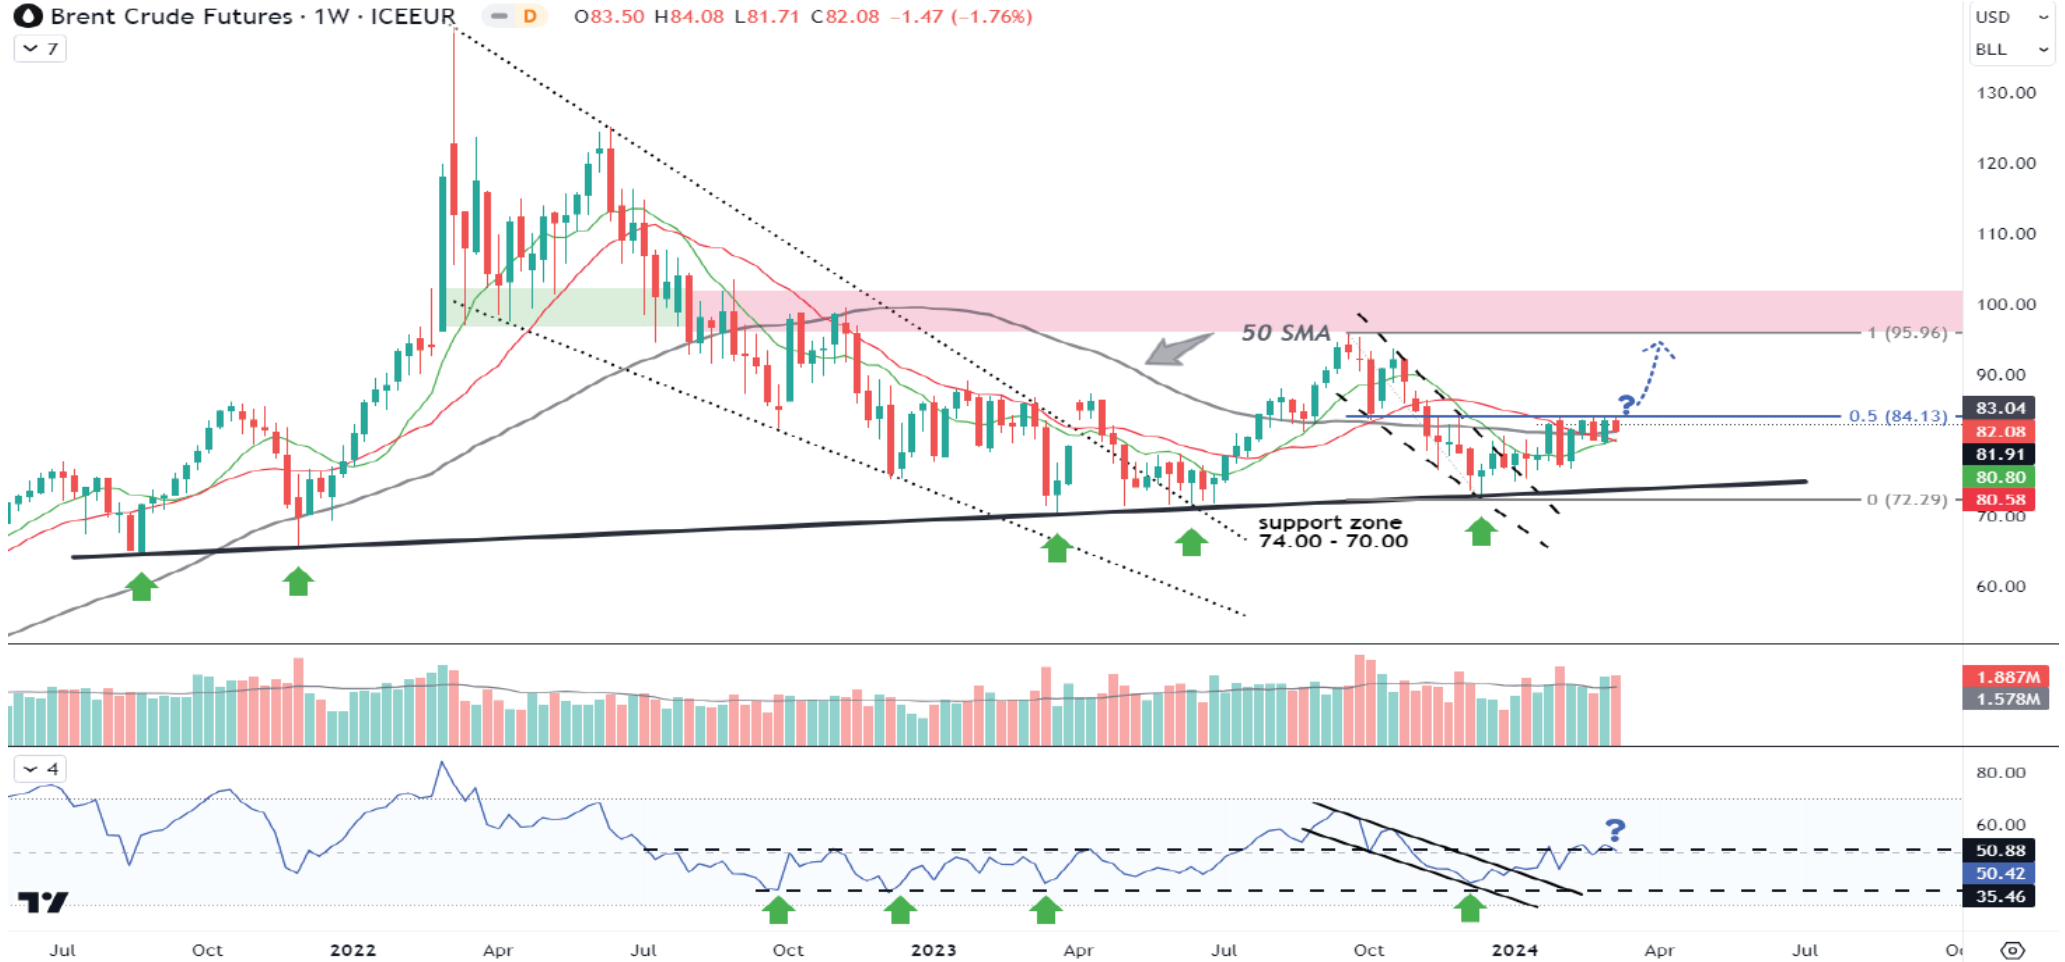 Brent Crude Futures · 1W · ICEEUR D O83.50 H84.08 L81.71 C82.08 −1.47 (−1.76%)
7
USD
BLL
130.00
120.00
110.00
100.00
50 SMA
1 (95.96)
90.00
?
83.04
0.5 (84.13)
82.08
81.91
80.80
80.58
0 (72.29)
70.00
support zone
74.00 - 70.00
60.00
1.887M
1.578M
4
80.00
?
60.00
50.88
50.42
35.46
Jul Oct 2022 Apr Jul Oct 2023 Apr Jul Oct 2024 Apr Jul